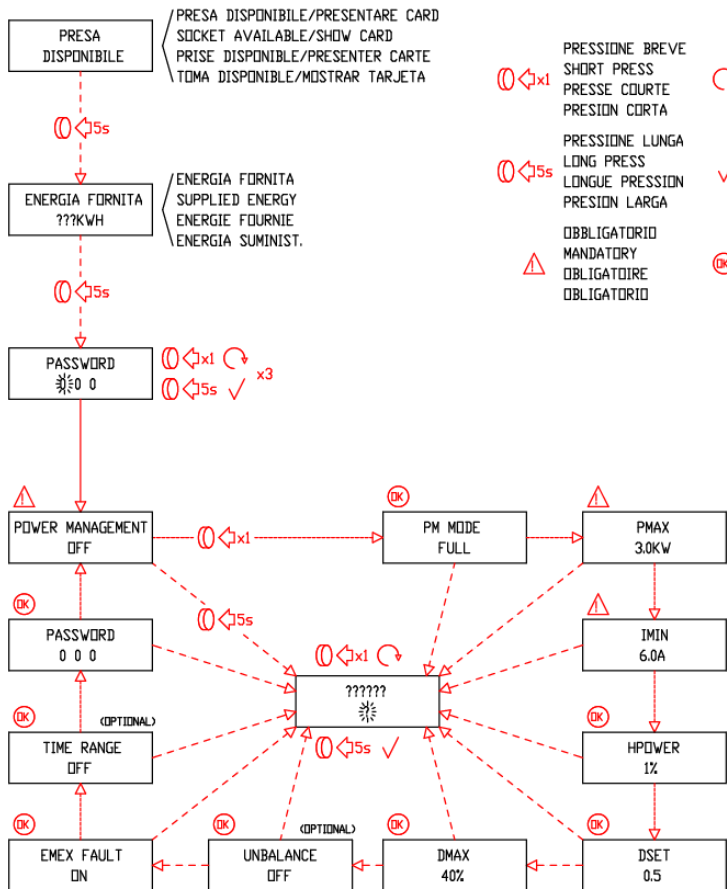 PRESA
DISPONIBILE
PRESA DISPONIBILE/PRESENTARE CARD
SOCKET AVAILABLE/SHOW CARD
PRISE DISPONIBLE/PRESENTER CARTE
TOMA DISPONIBLE/MOSTRAR TARJETA
x1
PRESSIONE BREVE
SHORT PRESS
PRESSE COURTE
PRESION CORTA
5s
5s
PRESSIONE LUNGA
LONG PRESS
LONGUE PRESSION
PRESION LARGA
ENERGIA FORNITA
???KWH
ENERGIA FORNITA
SUPPLIED ENERGY
ENERGIE FOURNIE
ENERGIA SUMINIST.
OBBLIGATORIO
MANDATORY
OBLIGATOIRE
OBLIGATORIO
OK
5s
PASSWORD
0 0 0
x1
5s
x3
POWER MANAGEMENT
OFF
x1
OK
PM MODE
FULL
PMAX
3.0KW
5s
OK
PASSWORD
0 0 0
x1
??????
5s
IMIN
6.0A
OK
(OPTIONAL)
TIME RANGE
OFF
OK
HPOWER
1%
OK
EMEX FAULT
ON
OK
(OPTIONAL)
UNBALANCE
OFF
OK
DMAX
40%
OK
DSET
0.5